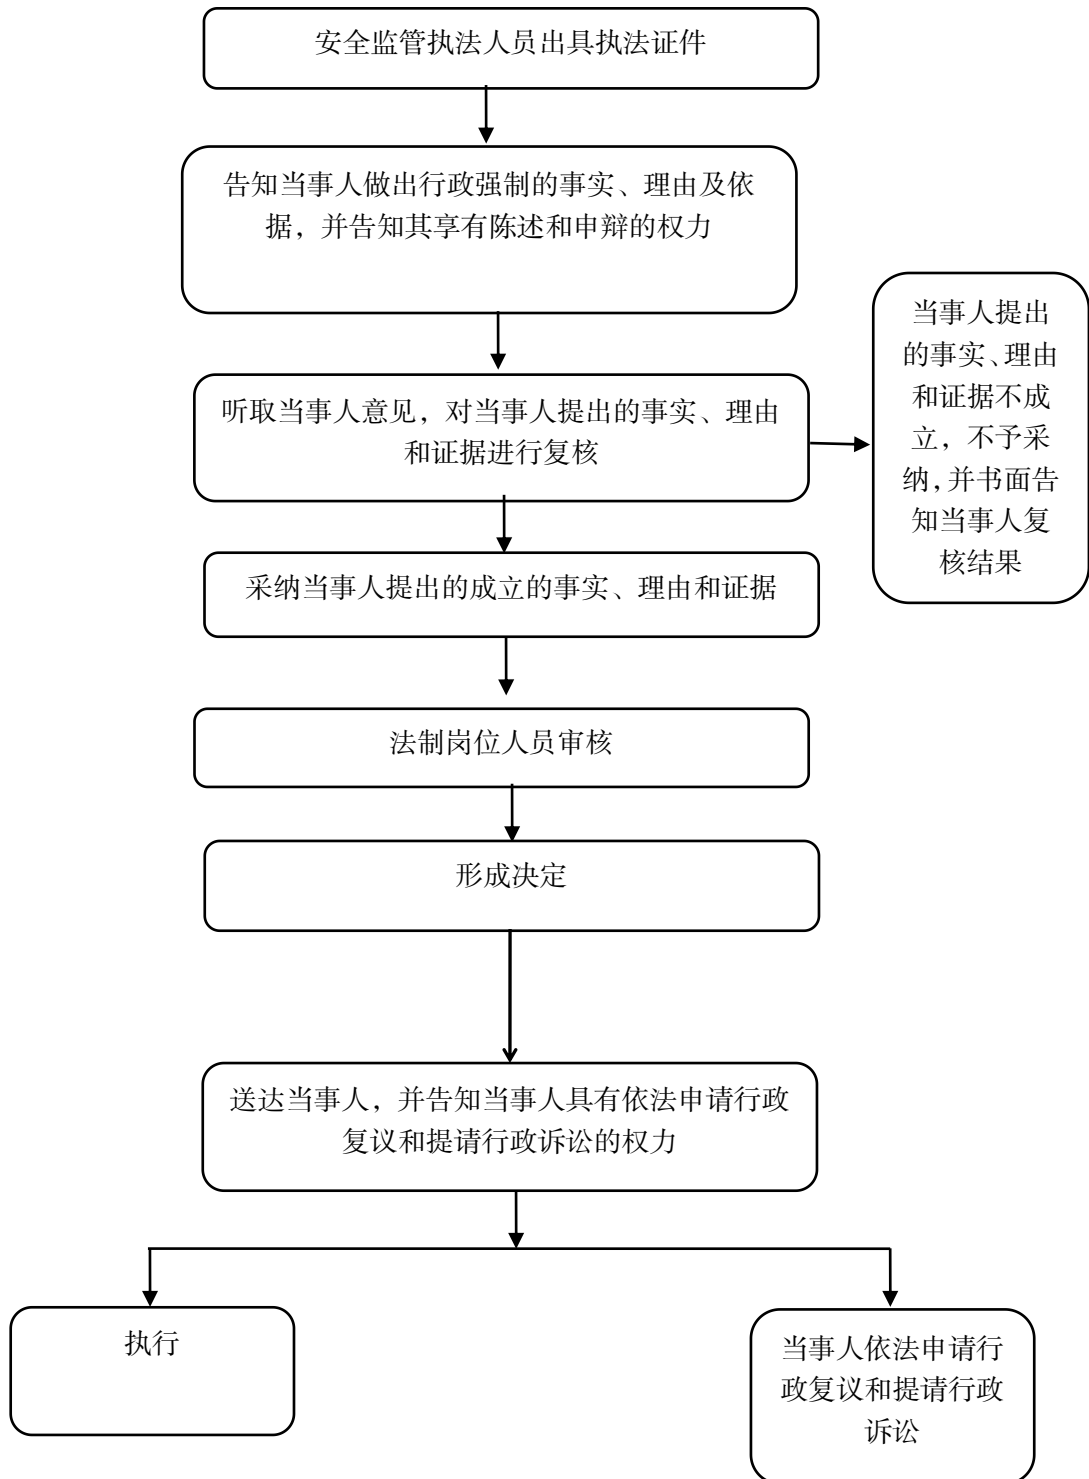 安全监管执法人员出具执法证件
告知当事人做出行政强制的事实、理由及依
据，并告知其享有陈述和申辩的权力
听取当事人意见，对当事人提出的事实、理由
和证据进行复核
当事人提出
的事实、理由
和证据不成
立，不予采
纳，并书面告
知当事人复
核结果
采纳当事人提出的成立的事实、理由和证据
法制岗位人员审核
形成决定
送达当事人，并告知当事人具有依法申请行政
复议和提请行政诉讼的权力
执行
当事人依法申请行
政复议和提请行政
诉讼